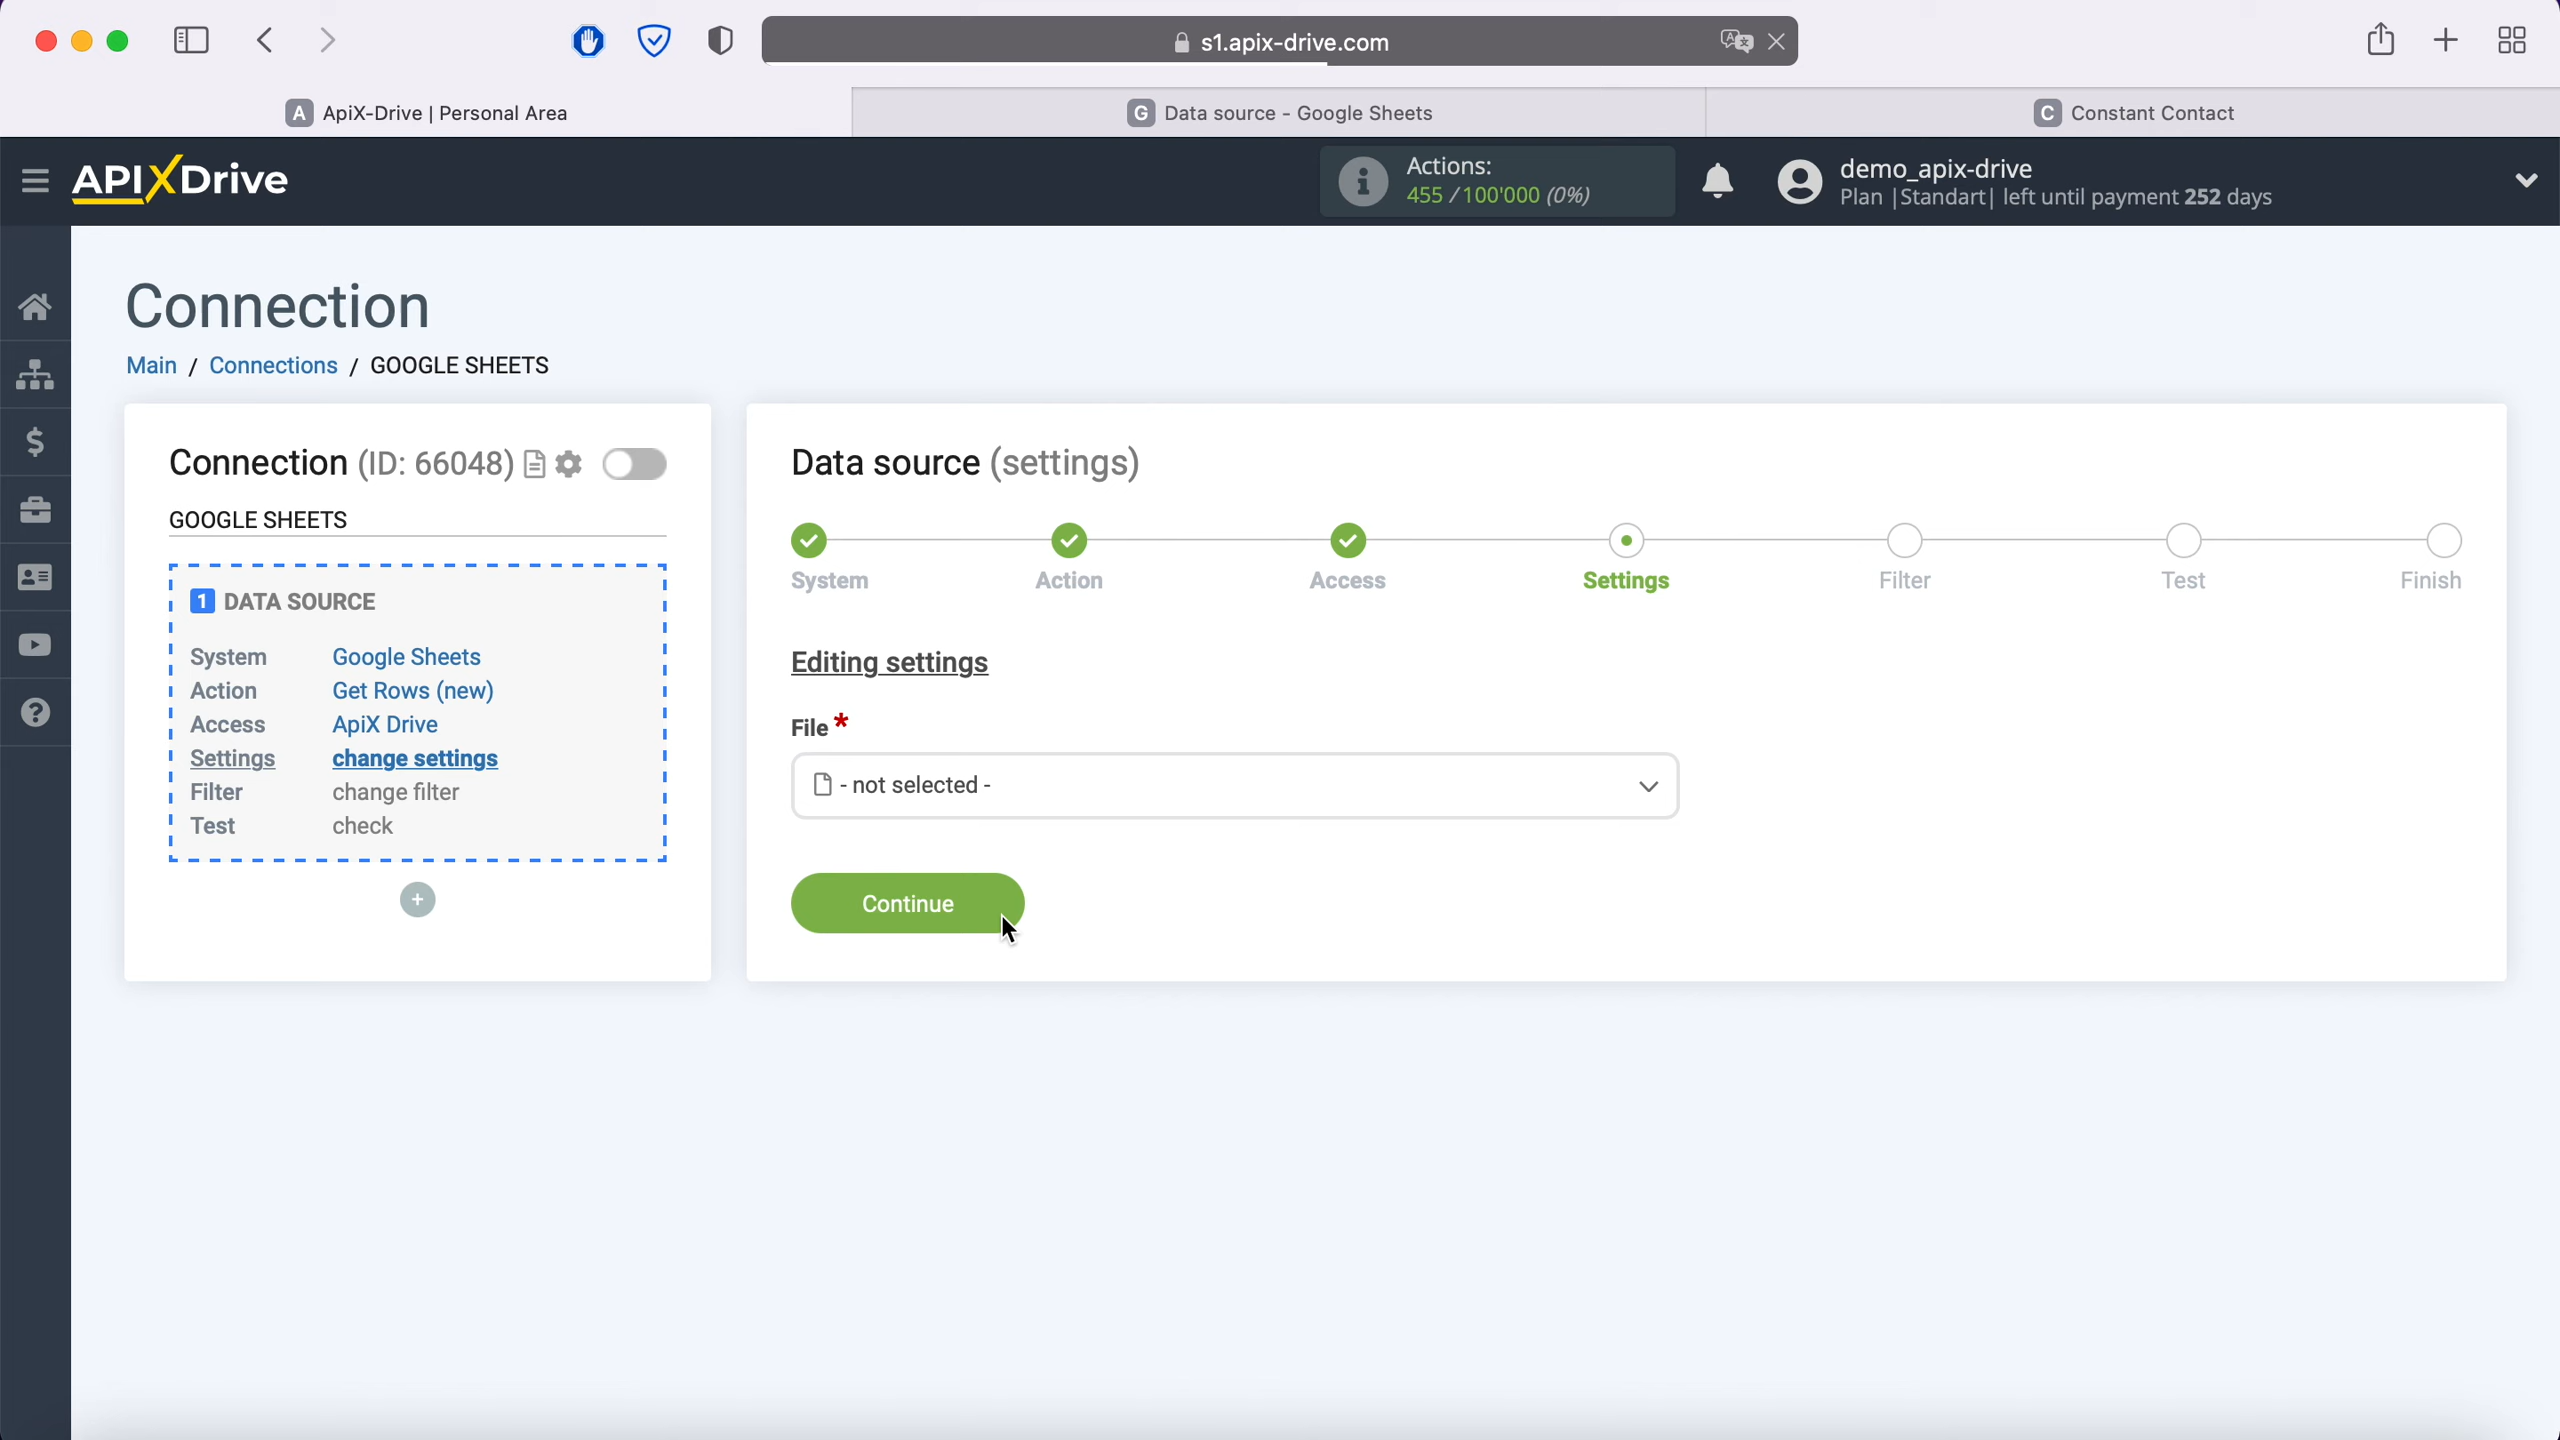 s1.apix-drive.com
A ApiX-Drive | Personal Area
G Data source - Google Sheets
C Constant Contact
APIXDrive
Actions:
455 / 100'000 (0%)
demo_apix-drive
Plan |Standart| left until payment 252 days
Connection
Main / Connections / GOOGLE SHEETS
Connection (ID: 66048)
GOOGLE SHEETS
1 DATA SOURCE
System Google Sheets
Action Get Rows (new)
Access ApiX Drive
Settings change settings
Filter change filter
Test check
Data source (settings)
System Action Access Settings Filter Test Finish
Editing settings
File *
- not selected -
Continue